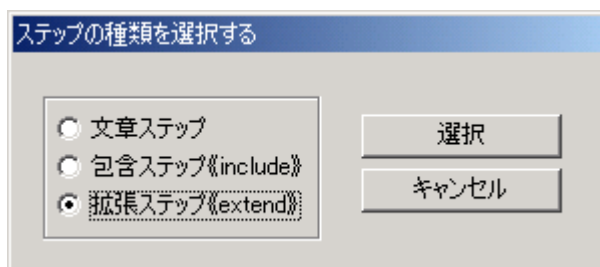 ステップの種類を選択する
文章ステップ
包含ステップ《include》
拡張ステップ《extend》
選択
キャンセル